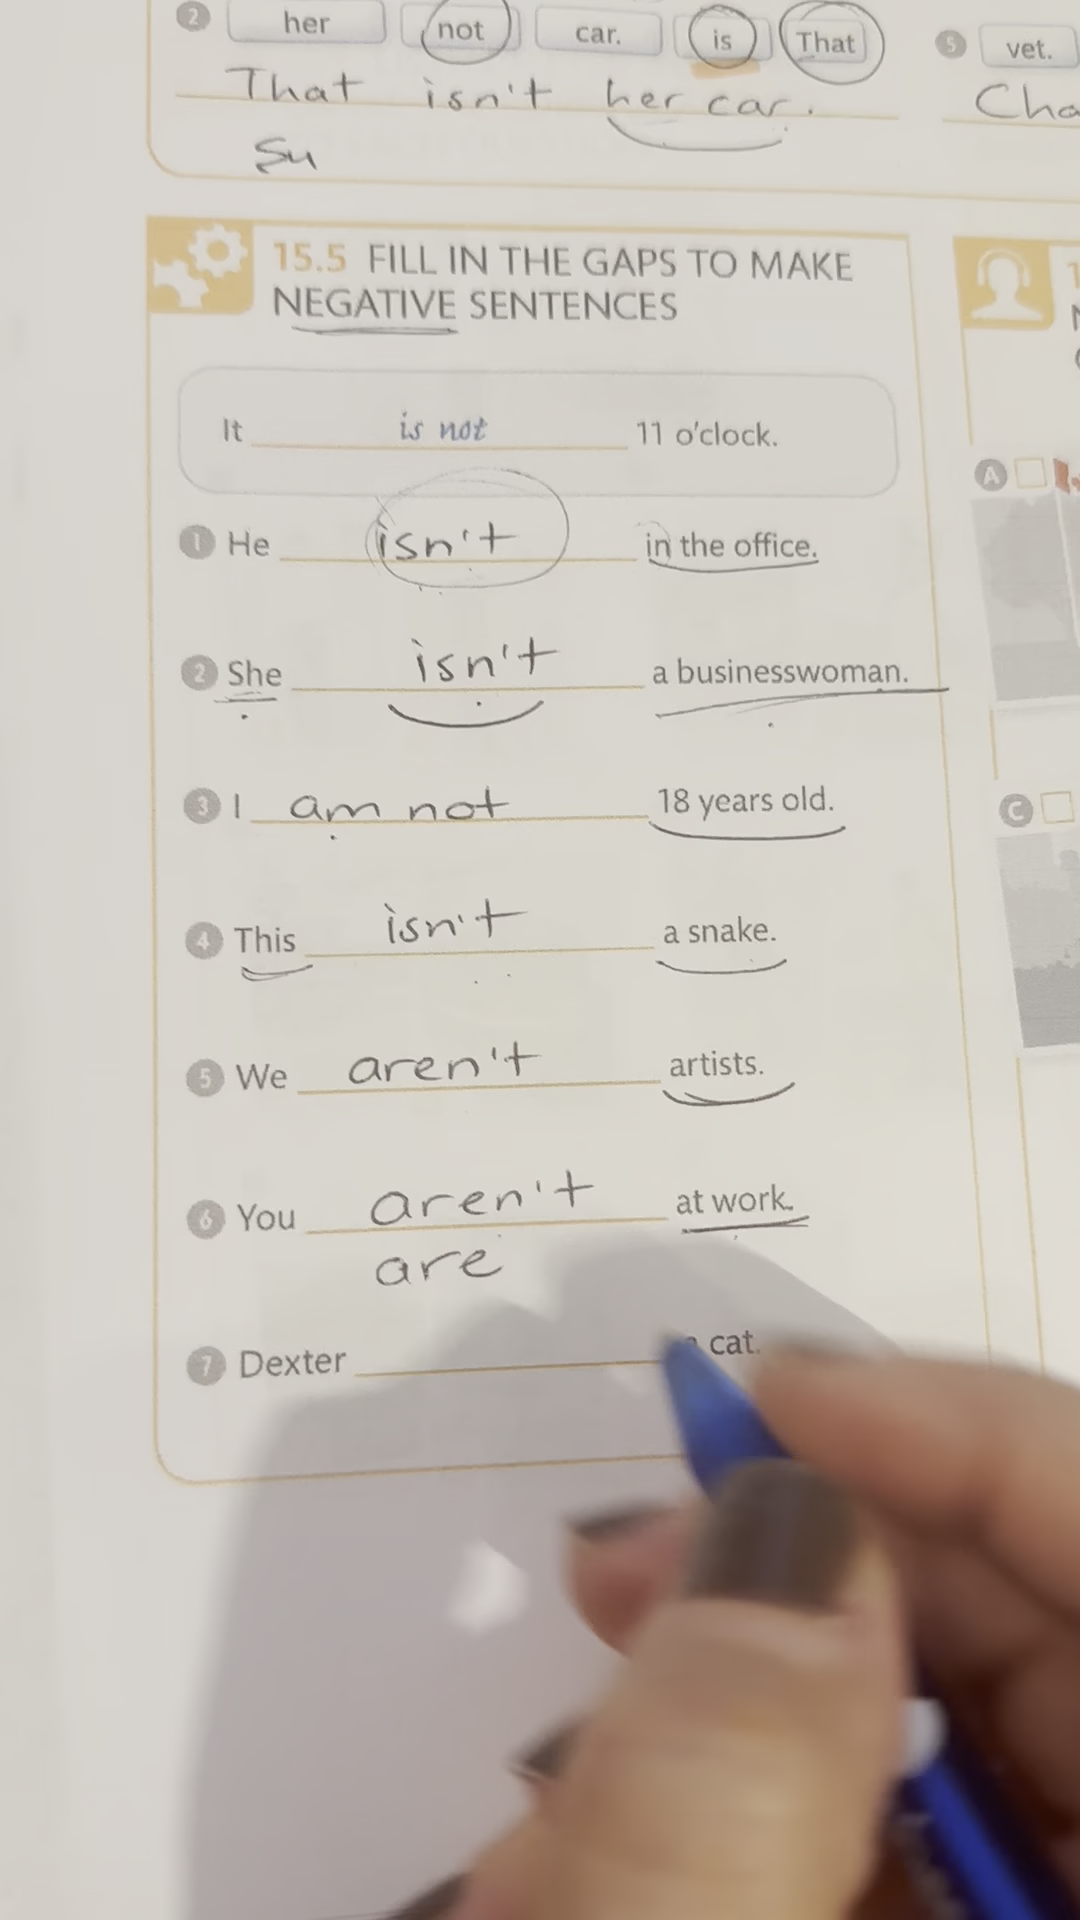 2 her not car. is That
That isn't her car.
Su
5 vet.
15.5 FILL IN THE GAPS TO MAKE
NEGATIVE SENTENCES
It is not 11 o'clock.
1 He isn't in the office.
2 She isn't a businesswoman.
3 I am not 18 years old.
4 This isn't a snake.
5 We aren't artists.
6 You aren't at work.
are
7 Dexter cat.
A
C